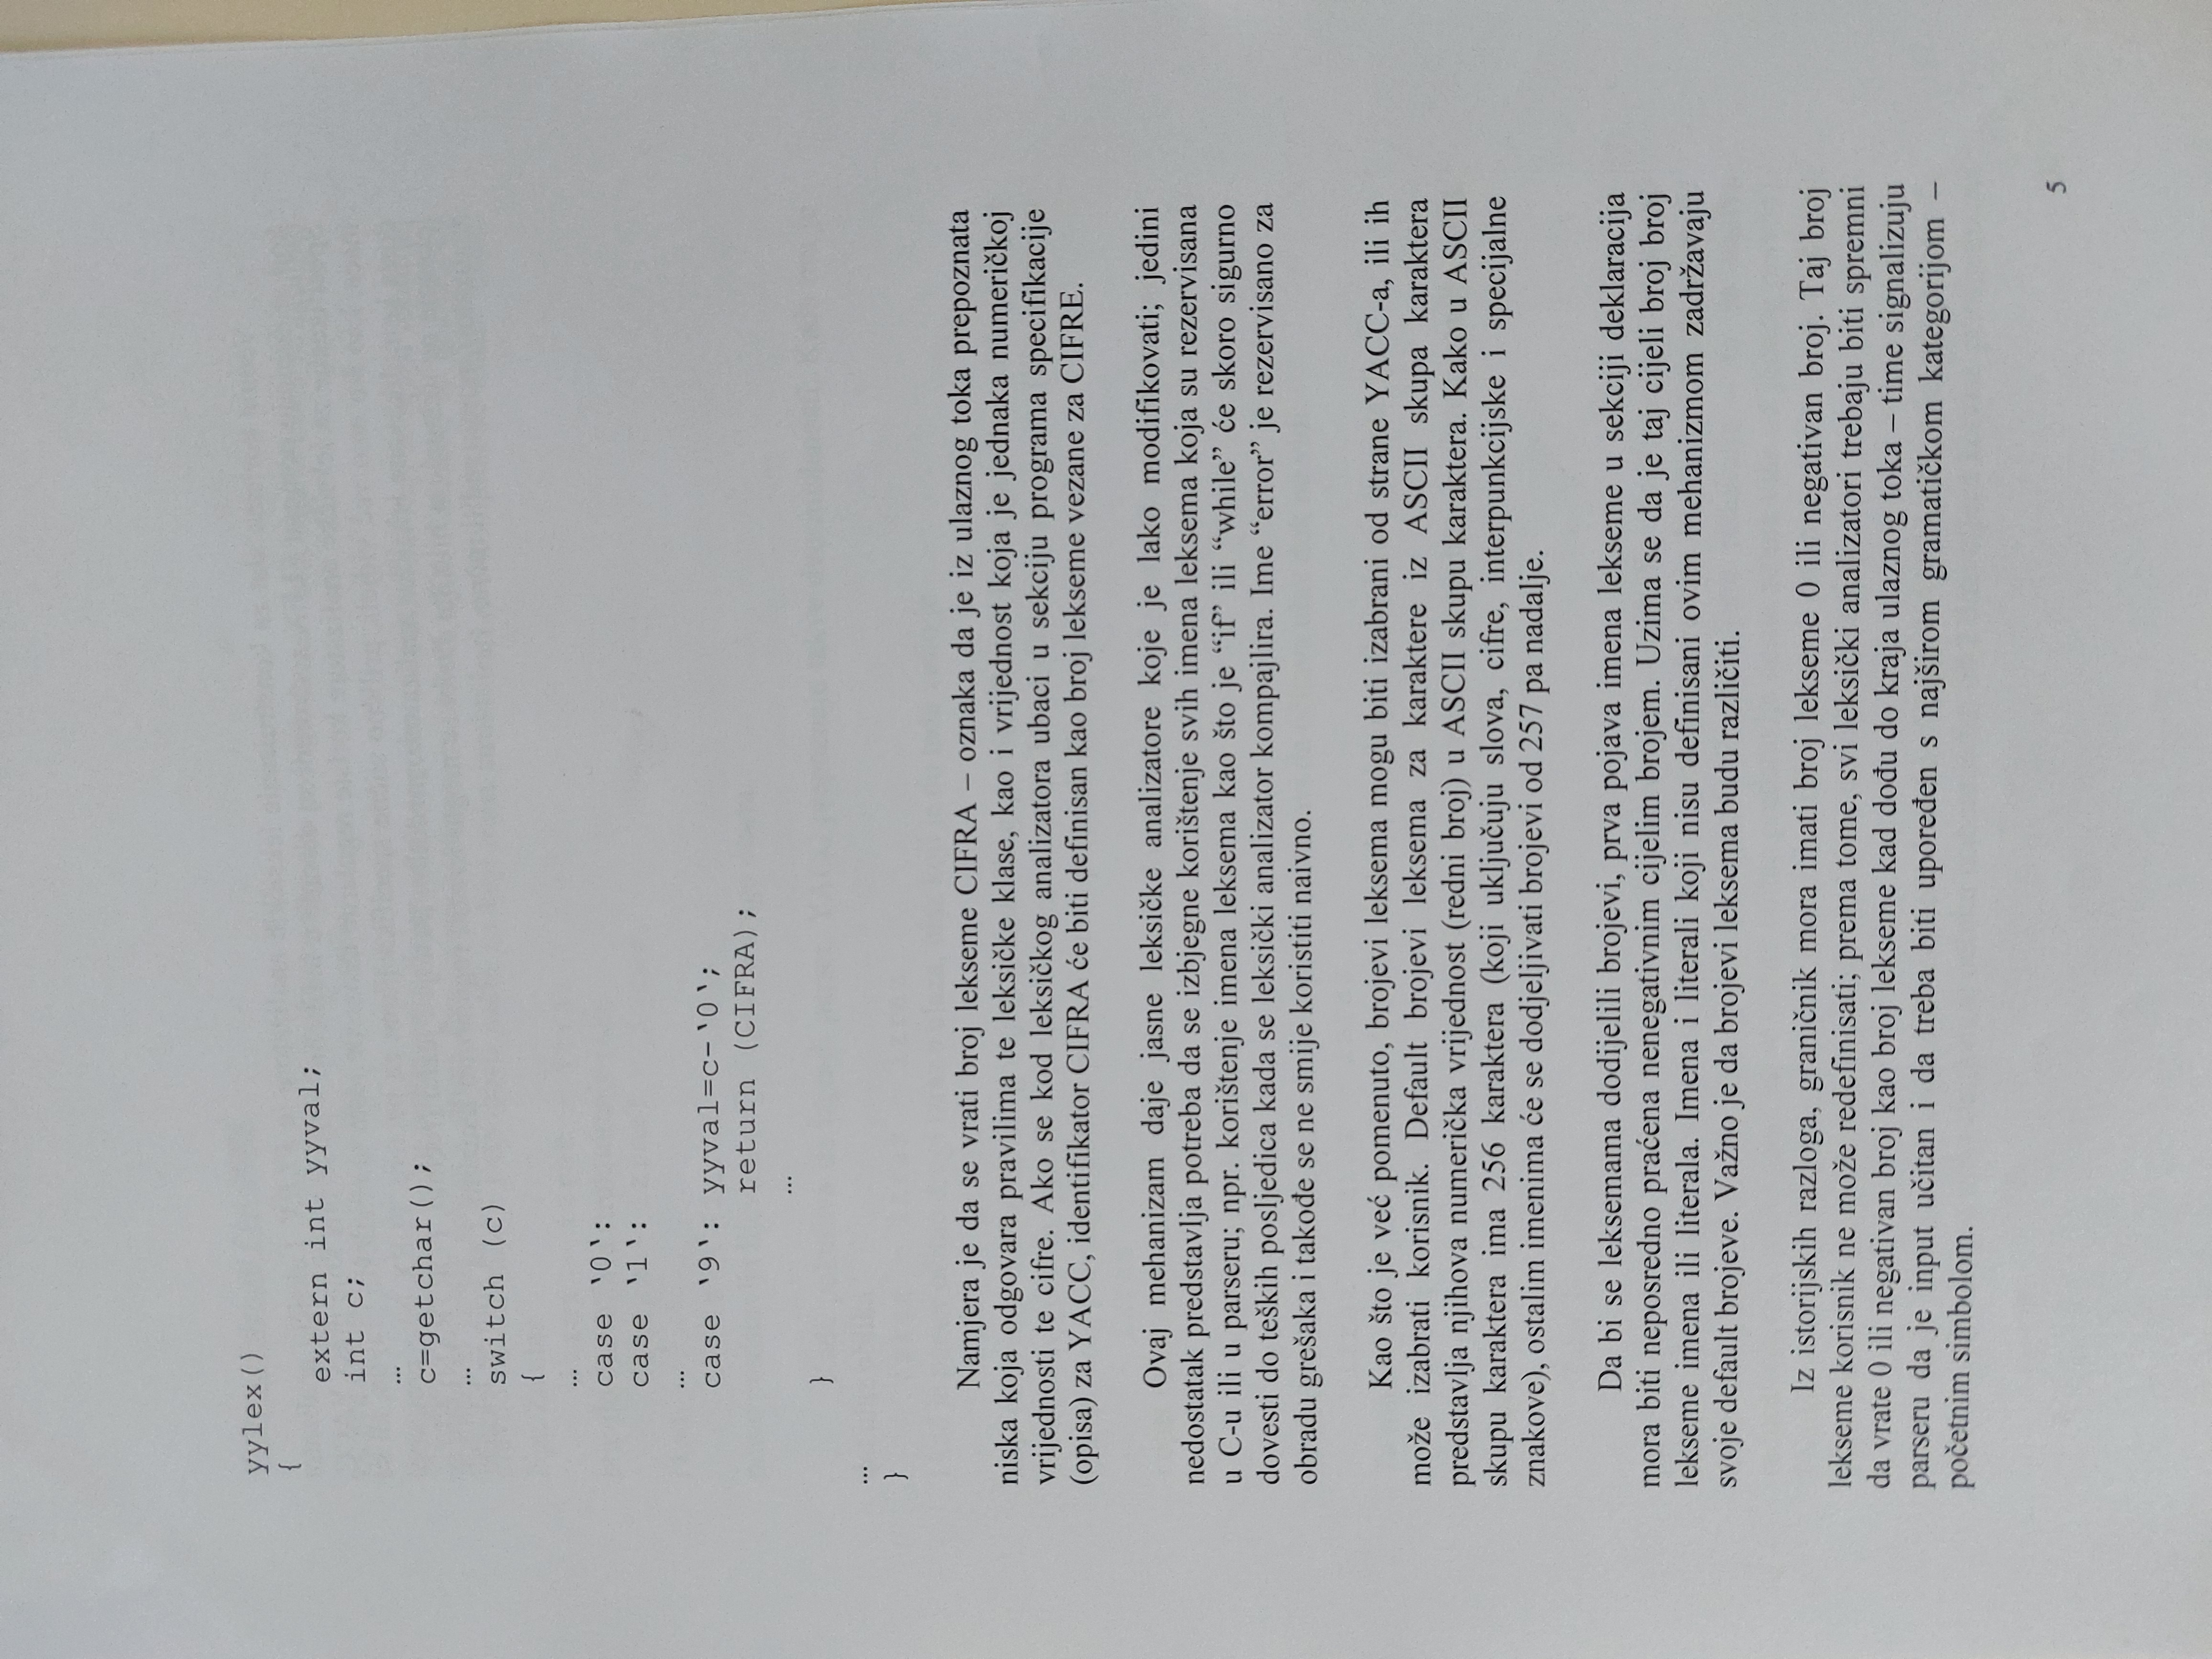 yylex()
{
extern int yyval;
int c;
…
c=getchar();
…
switch (c)
{
…
case ‘0‘:
case ‘1‘:
…
case ‘9‘: yyval=c-‘0‘;
return (CIFRA);
…
}
…
}
Namjera je da se vrati broj lekseme CIFRA – oznaka da je iz ulaznog toka prepoznata
niska koja odgovara pravilima te leksičke klase, kao i vrijednost koja je jednaka numeričkoj
vrijednosti te cifre. Ako se kod leksičkog analizatora ubaci u sekciju programa specifikacije
(opisa) za YACC, identifikator CIFRA će biti definisan kao broj lekseme vezane za CIFRE.
Ovaj mehanizam daje jasne leksičke analizatore koje je lako modifikovati; jedini
nedostatak predstavlja potreba da se izbjegne korištenje svih imena leksema koja su rezervisana
u C-u ili u parseru; npr. korištenje imena leksema kao što je “if” ili “while” će skoro sigurno
dovesti do teških posljedica kada se leksički analizator kompajlira. Ime “error” je rezervisano za
obradu grešaka i takođe se ne smije koristiti naivno.
Kao što je već pomenuto, brojevi leksema mogu biti izabrani od strane YACC-a, ili ih
može izabrati korisnik. Default brojevi leksema za karaktere iz ASCII skupa karaktera
predstavlja njihova numerička vrijednost (redni broj) u ASCII skupu karaktera. Kako u ASCII
skupu karaktera ima 256 karaktera (koji uključuju slova, cifre, interpunkcijske i specijalne
znakove), ostalim imenima će se dodjeljivati brojevi od 257 pa nadalje.
Da bi se leksemama dodijelili brojevi, prva pojava imena lekseme u sekciji deklaracija
mora biti neposredno praćena nenegativnim cijelim brojem. Uzima se da je taj cijeli broj broj
lekseme imena ili literala. Imena i literali koji nisu definisani ovim mehanizmom zadržavaju
svoje default brojeve. Važno je da brojevi leksema budu različiti.
Iz istorijskih razloga, graničnik mora imati broj lekseme 0 ili negativan broj. Taj broj
lekseme korisnik ne može redefinisati; prema tome, svi leksički analizatori trebaju biti spremni
da vrate 0 ili negativan broj kao broj lekseme kad dođu do kraja ulaznog toka – time signalizuju
parseru da je input učitan i da treba biti upoređen s najširom gramatičkom kategorijom –
početnim simbolom.
5